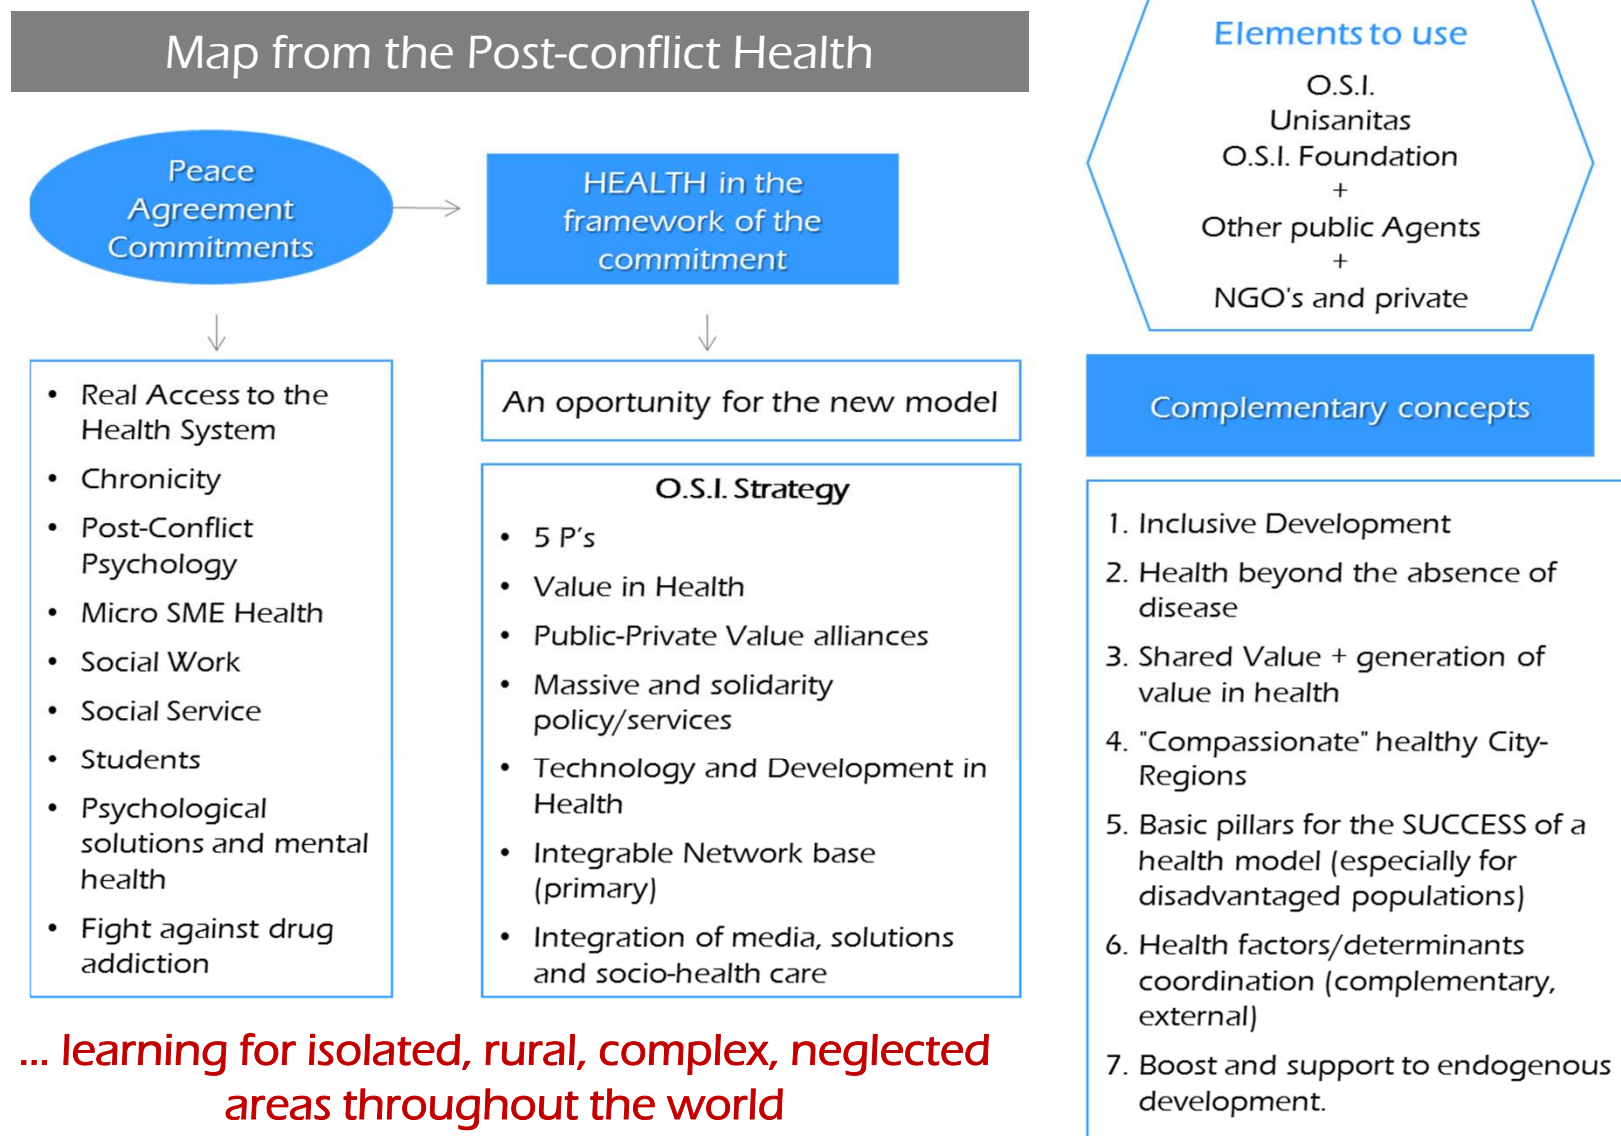 Map from the Post-conflict Health
Peace
Agreement
Commitments
HEALTH in the
framework of the
commitment
• Real Access to the
Health System
• Chronicity
• Post-Conflict
Psychology
• Micro SME Health
• Social Work
• Social Service
• Students
• Psychological
solutions and mental
health
• Fight against drug
addiction
An oportunity for the new model
O.S.I. Strategy
• 5 P's
• Value in Health
• Public-Private Value alliances
• Massive and solidarity
policy/services
• Technology and Development in
Health
• Integrable Network base
(primary)
• Integration of media, solutions
and socio-health care
... learning for isolated, rural, complex, neglected
areas throughout the world
Elements to use
O.S.I.
Unisanitas
O.S.I. Foundation
+
Other public Agents
+
NGO's and private
Complementary concepts
1. Inclusive Development
2. Health beyond the absence of
disease
3. Shared Value + generation of
value in health
4. "Compassionate" healthy City-
Regions
5. Basic pillars for the SUCCESS of a
health model (especially for
disadvantaged populations)
6. Health factors/determinants
coordination (complementary,
external)
7. Boost and support to endogenous
development.